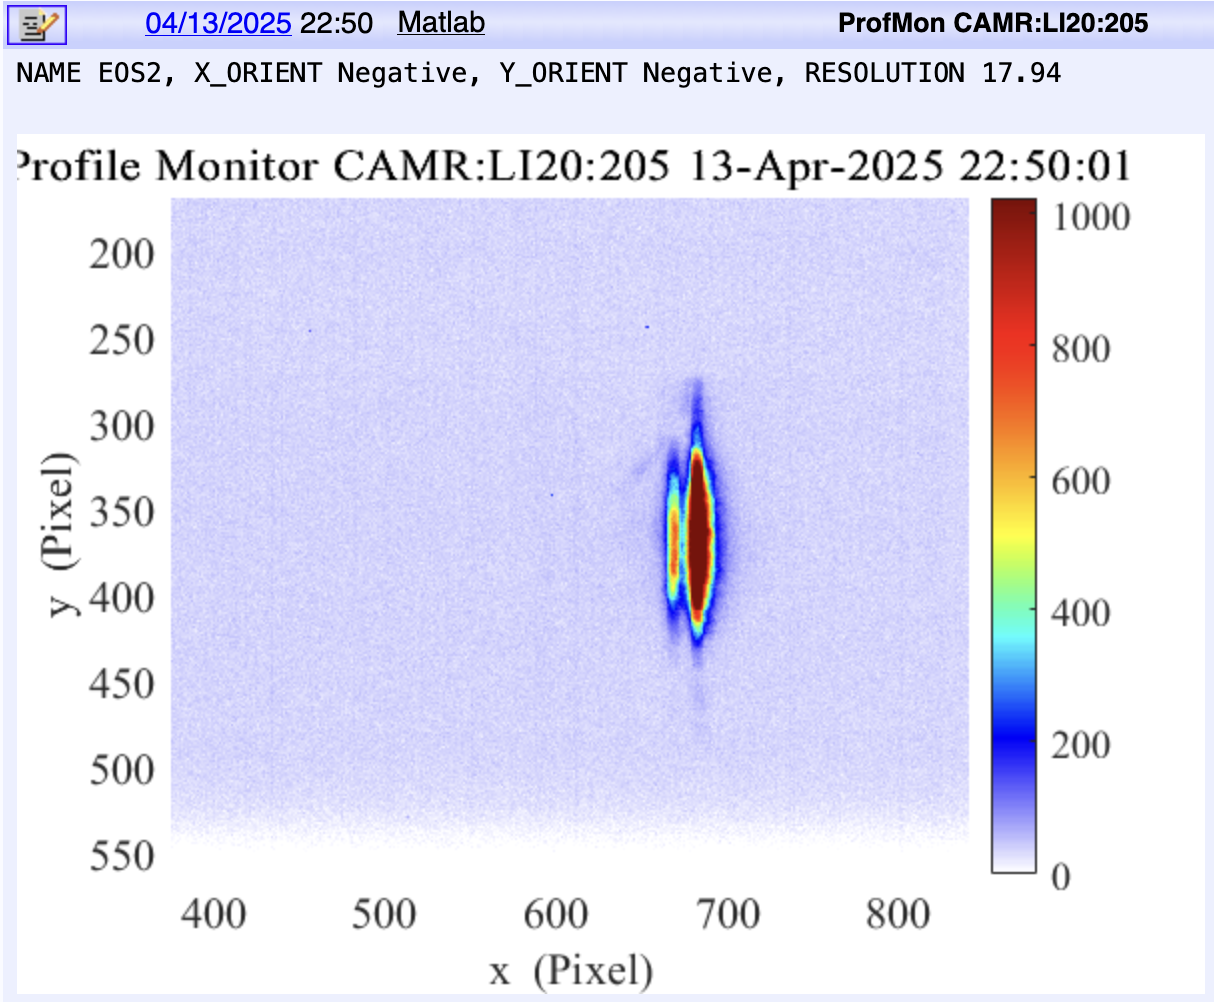 04/13/2025 22:50 Matlab ProfMon CAMR:LI20:205
NAME EOS2, X_ORIENT Negative, Y_ORIENT Negative, RESOLUTION 17.94
Profile Monitor CAMR:LI20:205 13-Apr-2025 22:50:01
200
250
300
350
400
450
500
550
y (Pixel)
400 500 600 700 800
x (Pixel)
1000
800
600
400
200
0